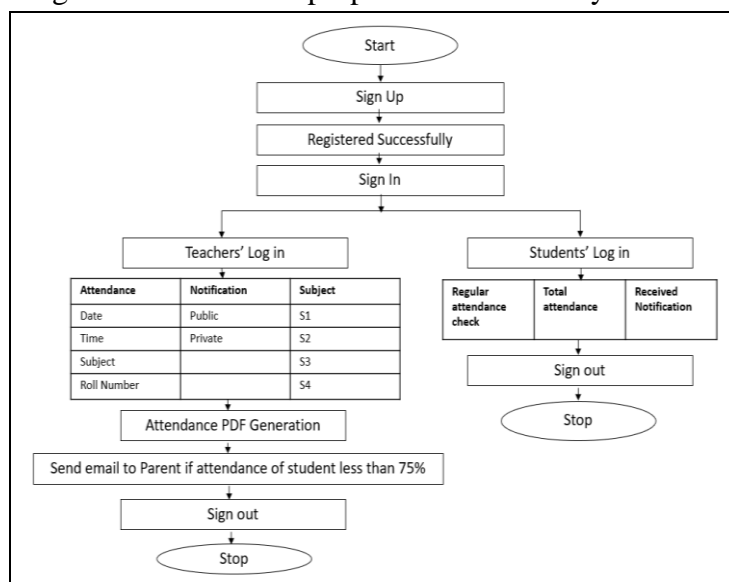 Start
Sign Up
Registered Successfully
Sign In
Teachers' Log in
Attendance Notification Subject
Date Public S1
Time Private S2
Subject S3
Roll Number S4
Attendance PDF Generation
Send email to Parent if attendance of student less than 75%
Sign out
Stop
Students' Log in
Regular attendance check
Total attendance
Received Notification
Sign out
Stop